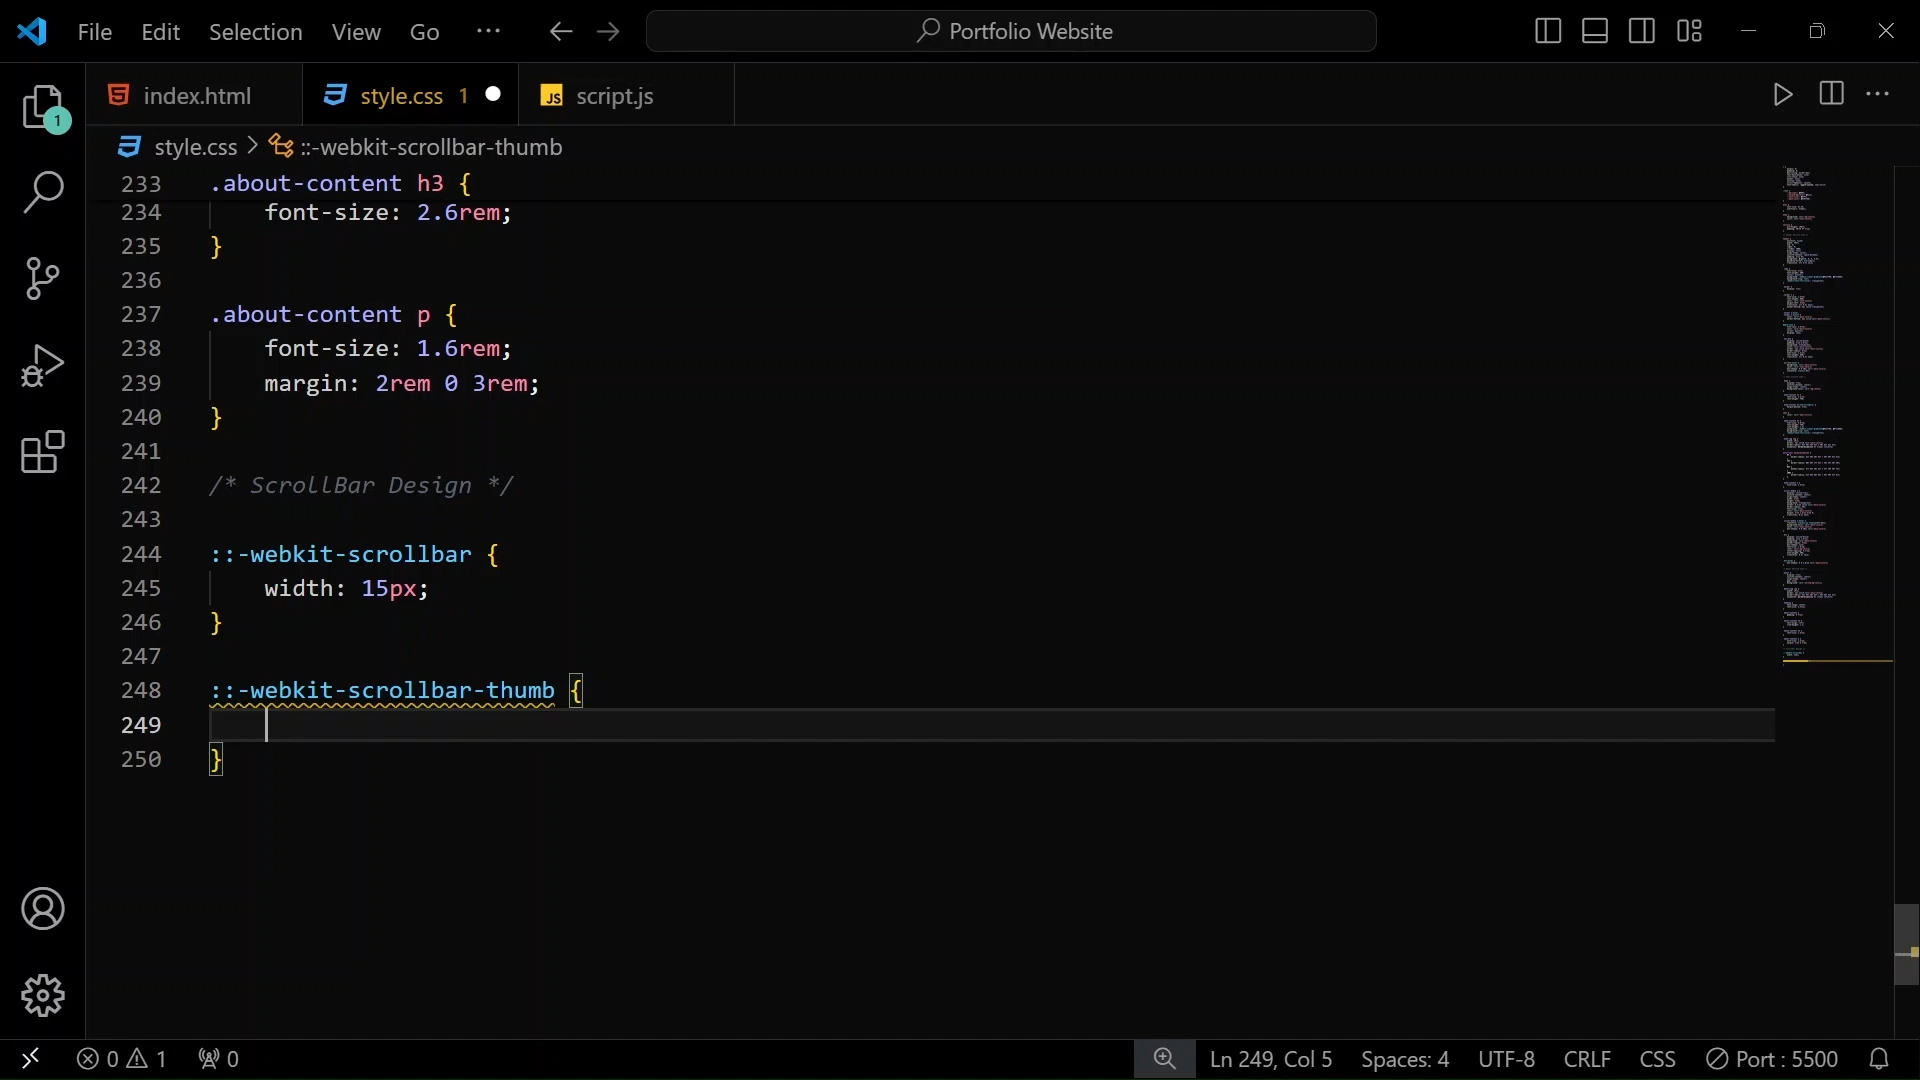 File Edit Selection View Go ··· Portfolio Website
1
index.html style.css 1 script.js
style.css > ::-webkit-scrollbar-thumb
233 .about-content h3 {
234 font-size: 2.6rem;
235 }
236
237 .about-content p {
238 font-size: 1.6rem;
239 margin: 2rem 0 3rem;
240 }
241
242 /* ScrollBar Design */
243
244 ::-webkit-scrollbar {
245 width: 15px;
246 }
247
248 ::-webkit-scrollbar-thumb {
249
250 }
0 1 0 Ln 249, Col 5 Spaces: 4 UTF-8 CRLF CSS Port : 5500